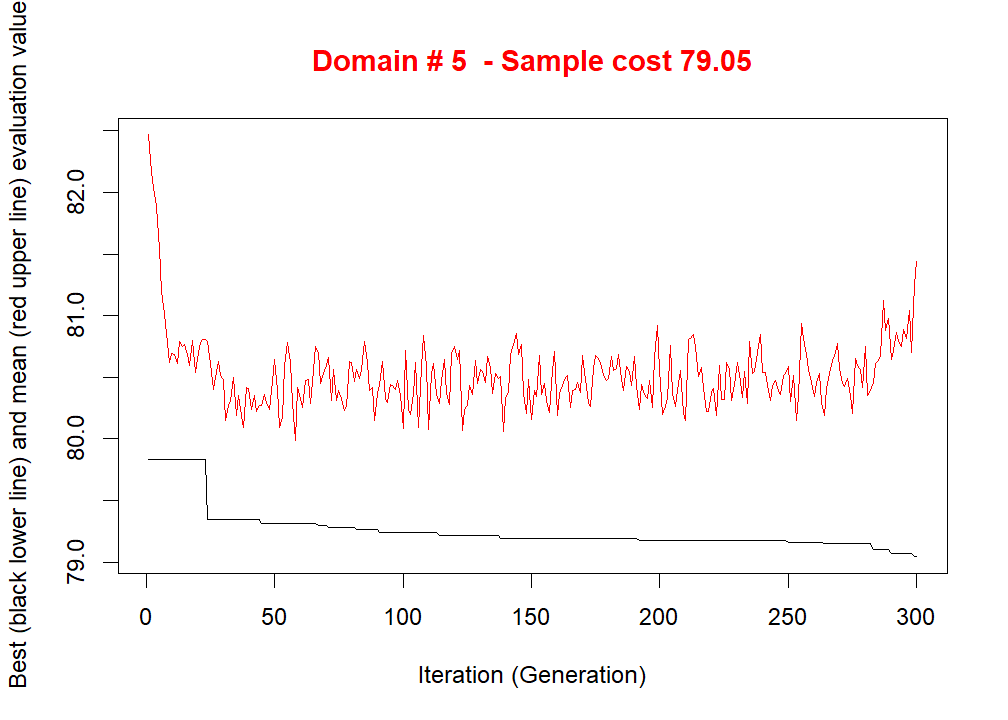 Domain # 5  - Sample cost 79.05
Best (black lower line) and mean (red upper line) evaluation value
82.0
81.0
80.0
79.0
0 50 100 150 200 250 300
Iteration (Generation)